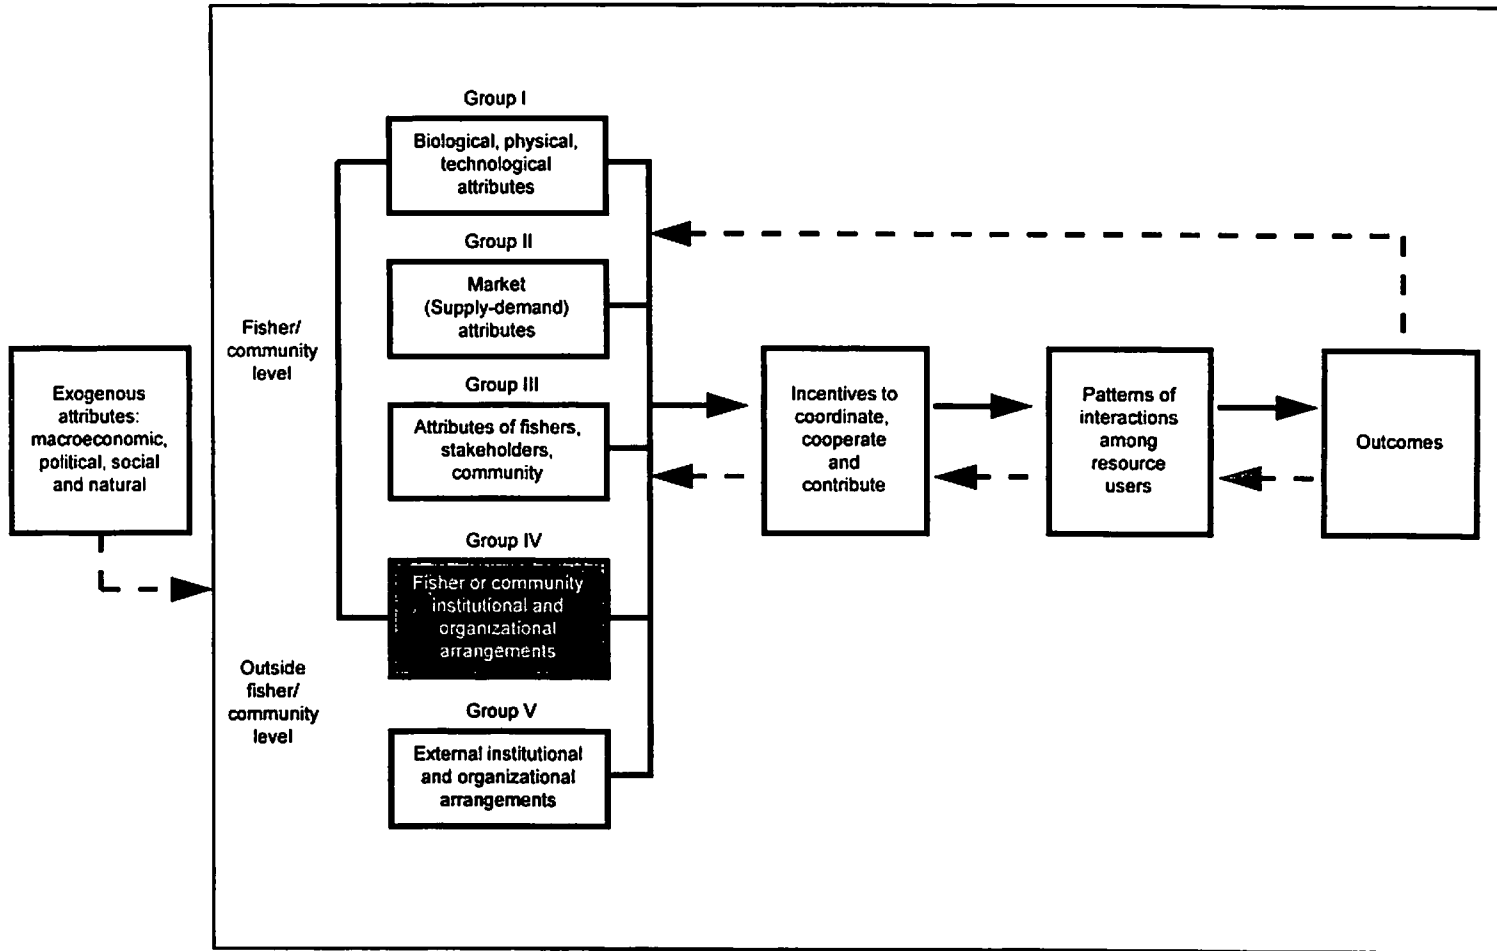 Group I
Biological, physical,
technological
attributes
Group II
Market
(Supply-demand)
attributes
Fisher/
community
level
Group III
Attributes of fishers,
stakeholders,
community
Exogenous
attributes:
macroeconomic,
political, social
and natural
Incentives to
coordinate,
cooperate
and
contribute
Patterns of
interactions
among
resource
users
Outcomes
Group IV
Fisher or community
institutional and
organizational
arrangements
Outside
fisher/
community
level
Group V
External institutional
and organizational
arrangements